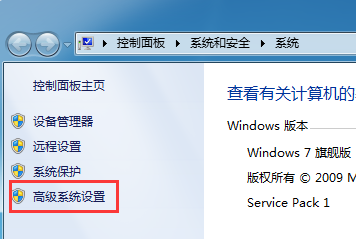 控制面板 ▸ 系统和安全 ▸ 系统
控制面板主页
设备管理器
远程设置
系统保护
高级系统设置
查看有关计算机的
Windows 版本
Windows 7 旗舰版
版权所有 © 2009 M
Service Pack 1